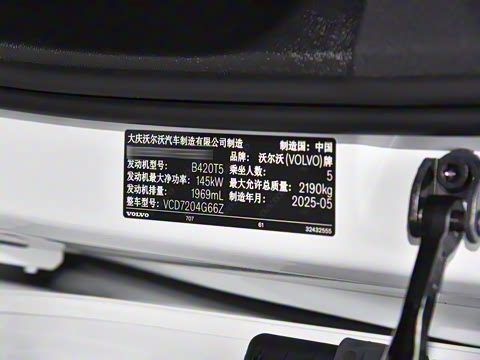 大庆沃尔沃汽车制造有限公司制造 制造国：中国
品牌：沃尔沃(VOLVO)牌
发动机型号：B420T5 乘坐人数：5
发动机最大净功率：145kW 最大允许总质量：2190kg
发动机排量：1969mL 制造年月：2025-05
整车型号：VCD7204G66Z
VOLVO 707 61 32432555